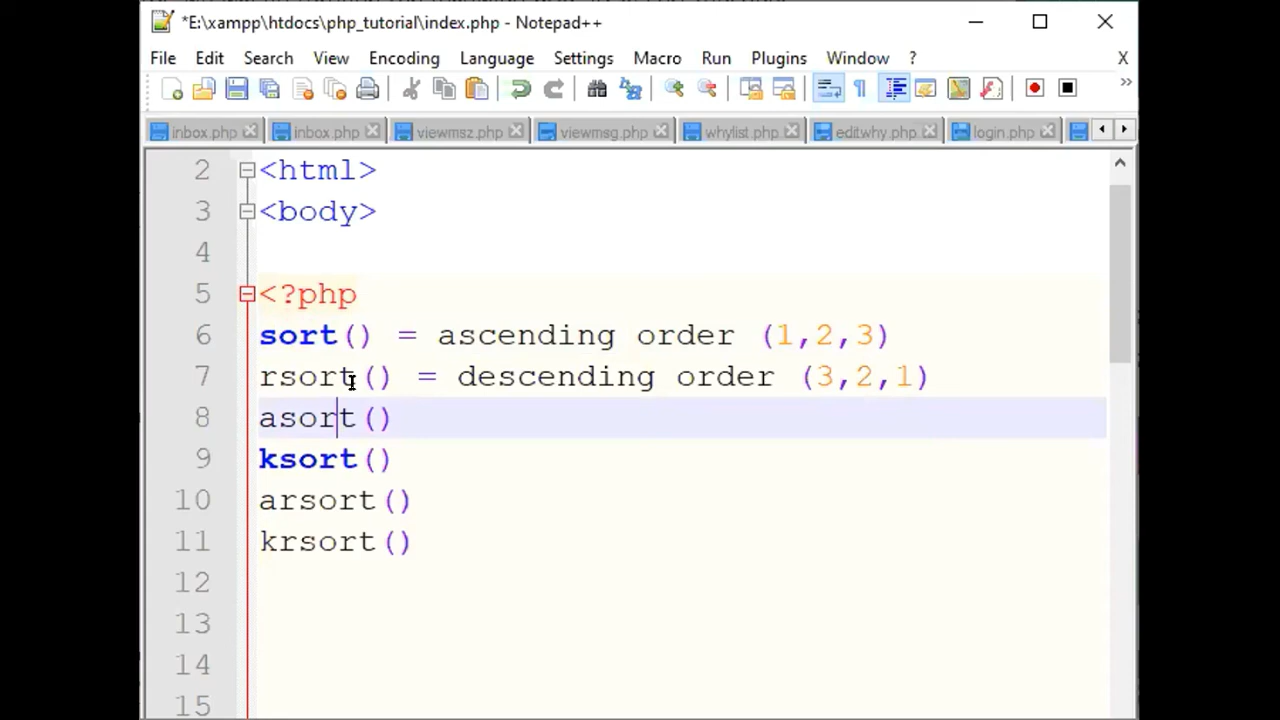 *E:\xampp\htdocs\php_tutorial\index.php - Notepad++
File Edit Search View Encoding Language Settings Macro Run Plugins Window ? X
inbox.php inbox.php viewmsz.php viewmsg.php whylist.php editwhy.php login.php
2 <html>
3 <body>
4
5 <?php
6 sort() = ascending order (1,2,3)
7 rsort() = descending order (3,2,1)
8 asort()
9 ksort()
10 arsort()
11 krsort()
12
13
14
15